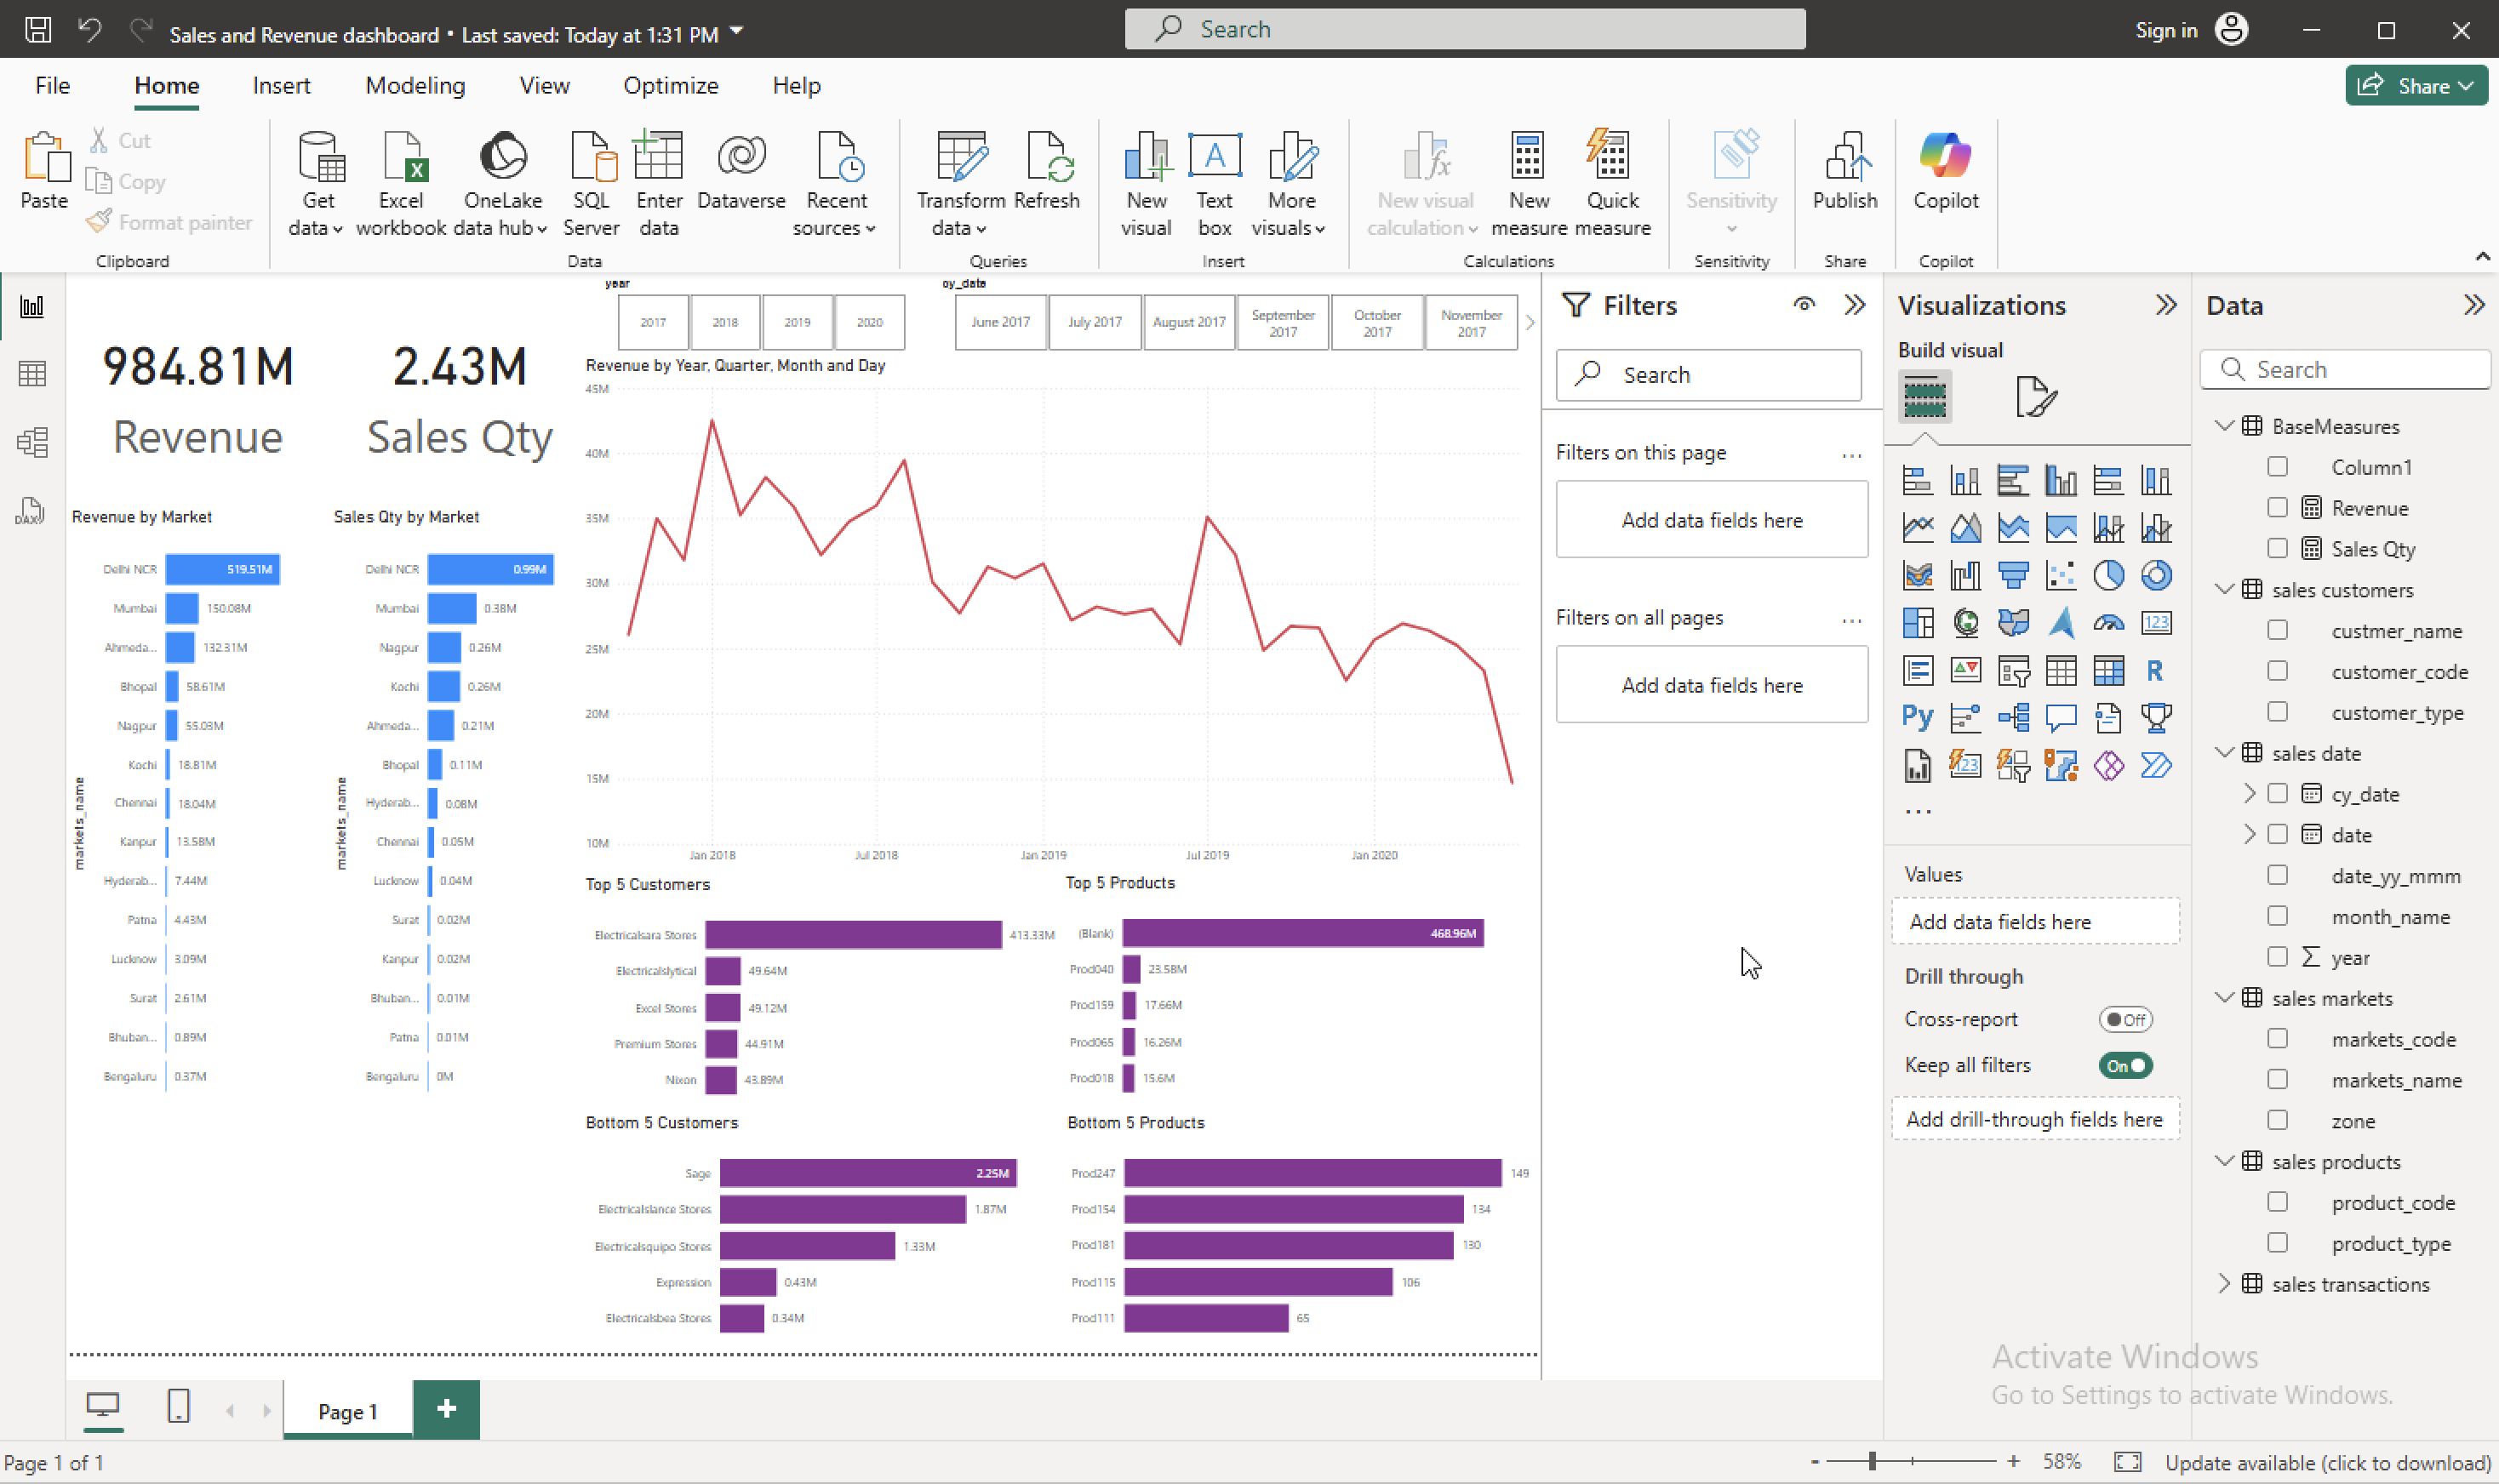 Sales and Revenue dashboard • Last saved: Today at 1:31 PM
Search
Sign in
File Home Insert Modeling View Optimize Help
Share
Paste
Cut
Copy
Format painter
Clipboard
Get data
Excel workbook
OneLake data hub
SQL Server
Enter data
Dataverse
Recent sources
Data
Transform data
Refresh
Queries
New visual
Text box
More visuals
Insert
New visual calculation
New measure
Quick measure
Calculations
Sensitivity
Sensitivity
Publish
Share
Copilot
Copilot
DAX
984.81M
Revenue
2.43M
Sales Qty
year
2017 2018 2019 2020
cy_date
June 2017
July 2017
August 2017
September 2017
October 2017
November 2017
Revenue by Market
markets_name
Delhi NCR 519.51M
Mumbai 150.08M
Ahmeda... 132.31M
Bhopal 58.61M
Nagpur 55.03M
Kochi 18.81M
Chennai 18.04M
Kanpur 13.58M
Hyderab... 7.44M
Patna 4.43M
Lucknow 3.09M
Surat 2.61M
Bhuban... 0.89M
Bengaluru 0.37M
Sales Qty by Market
markets_name
Delhi NCR 0.99M
Mumbai 0.38M
Nagpur 0.26M
Kochi 0.26M
Ahmeda... 0.21M
Bhopal 0.11M
Hyderab... 0.08M
Chennai 0.05M
Lucknow 0.04M
Surat 0.02M
Kanpur 0.02M
Bhuban... 0.01M
Patna 0.01M
Bengaluru 0M
Revenue by Year, Quarter, Month and Day
45M
40M
35M
30M
25M
20M
15M
10M
Jan 2018 Jul 2018 Jan 2019 Jul 2019 Jan 2020
Top 5 Customers
Electricalsara Stores 413.33M
Electricalslytical 49.64M
Excel Stores 49.12M
Premium Stores 44.91M
Nixon 43.89M
Top 5 Products
(Blank) 468.96M
Prod040 23.58M
Prod159 17.66M
Prod065 16.26M
Prod018 15.6M
Bottom 5 Customers
Sage 2.25M
Electricalslance Stores 1.87M
Electricalsquipo Stores 1.33M
Expression 0.43M
Electricalsbea Stores 0.34M
Bottom 5 Products
Prod247 149
Prod154 134
Prod181 130
Prod115 106
Prod111 65
Filters
Search
Filters on this page ...
Add data fields here
Filters on all pages ...
Add data fields here
Visualizations
Build visual
123
R
Py
123
...
Values
Add data fields here
Drill through
Cross-report Off
Keep all filters On
Add drill-through fields here
Data
Search
BaseMeasures
Column1
Revenue
Sales Qty
sales customers
custmer_name
customer_code
customer_type
sales date
cy_date
date
date_yy_mmm
month_name
Σ year
sales markets
markets_code
markets_name
zone
sales products
product_code
product_type
sales transactions
Activate Windows
Go to Settings to activate Windows.
Page 1
+
Page 1 of 1
- + 58%
Update available (click to download)